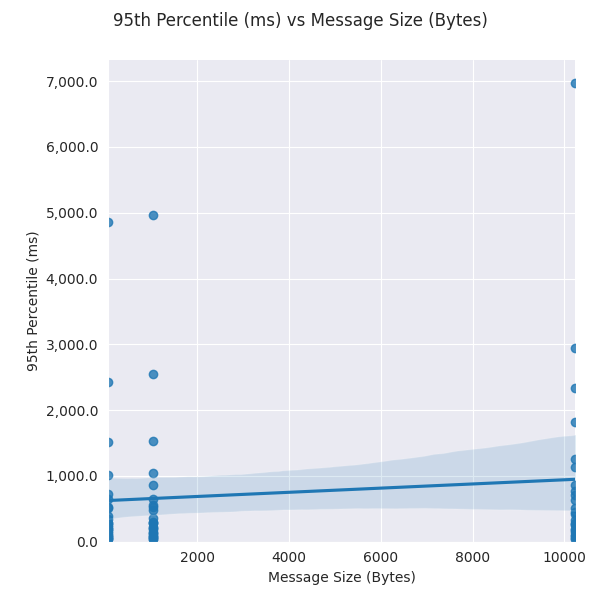 95th Percentile (ms) vs Message Size (Bytes)
7,000.0
6,000.0
5,000.0
4,000.0
3,000.0
2,000.0
1,000.0
0.0
95th Percentile (ms)
2000 4000 6000 8000 10000
Message Size (Bytes)